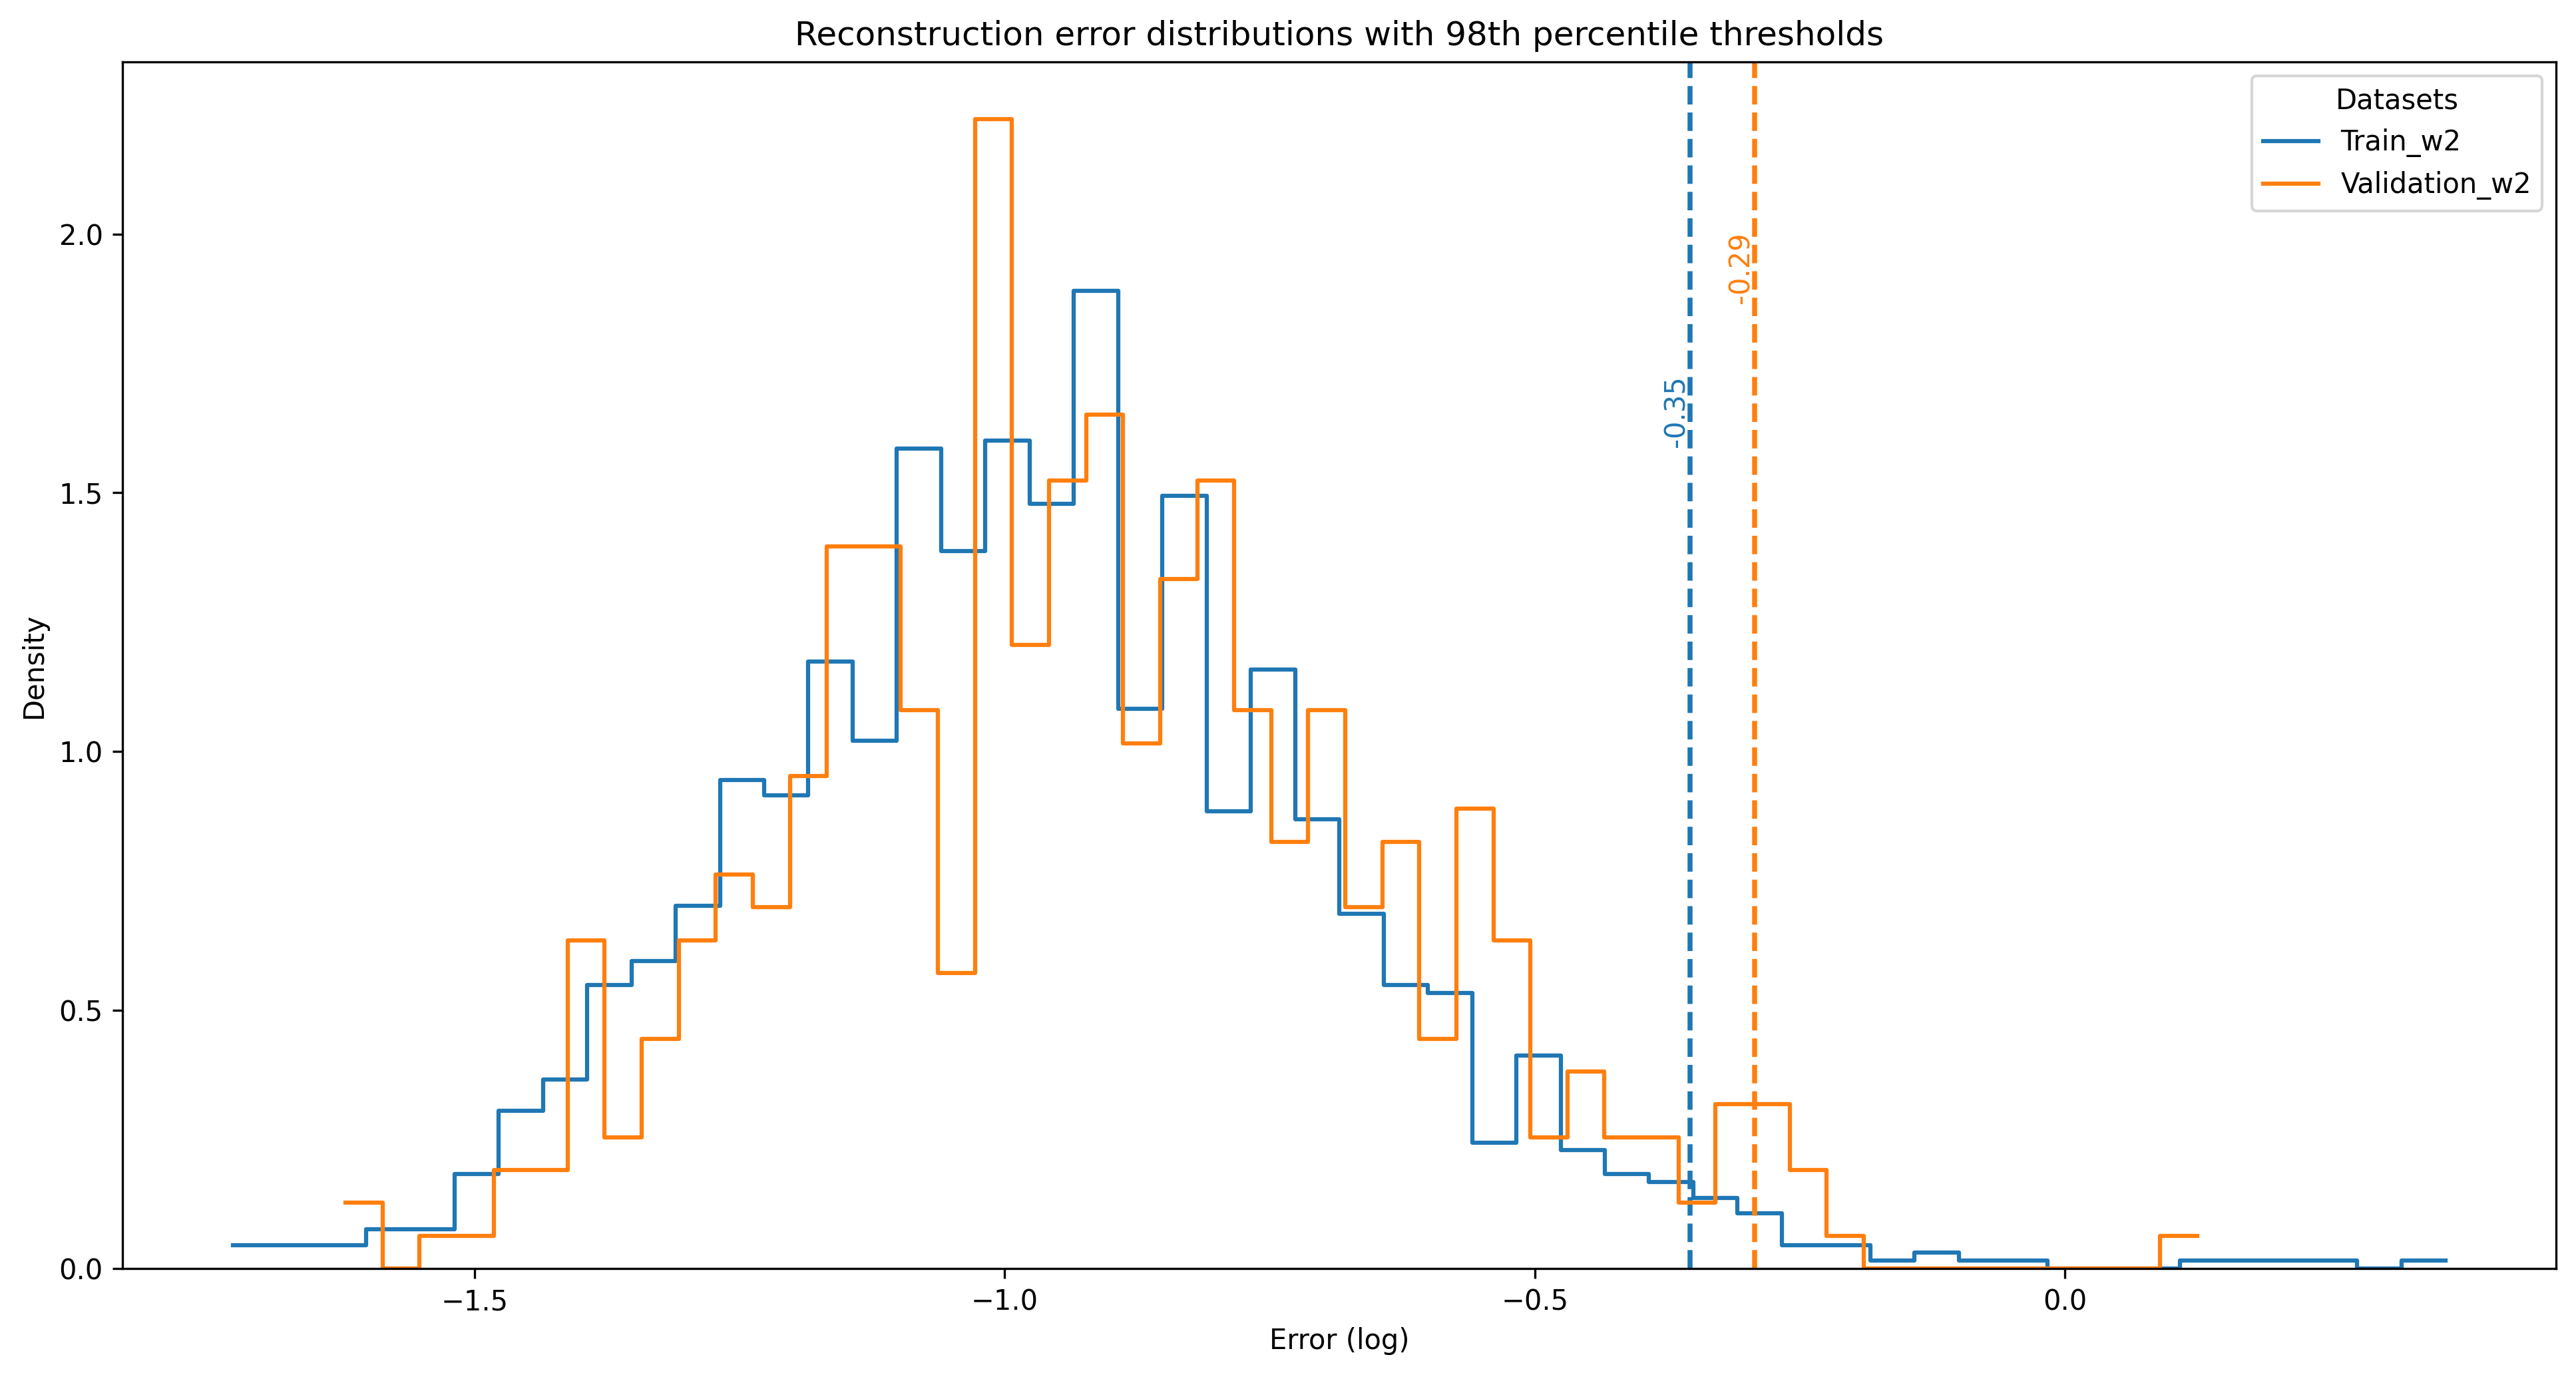 Reconstruction error distributions with 98th percentile thresholds
Datasets
Train_w2
Validation_w2
-0.29
-0.35
Density
2.0
1.5
1.0
0.5
0.0
−1.5
−1.0
−0.5
0.0
Error (log)